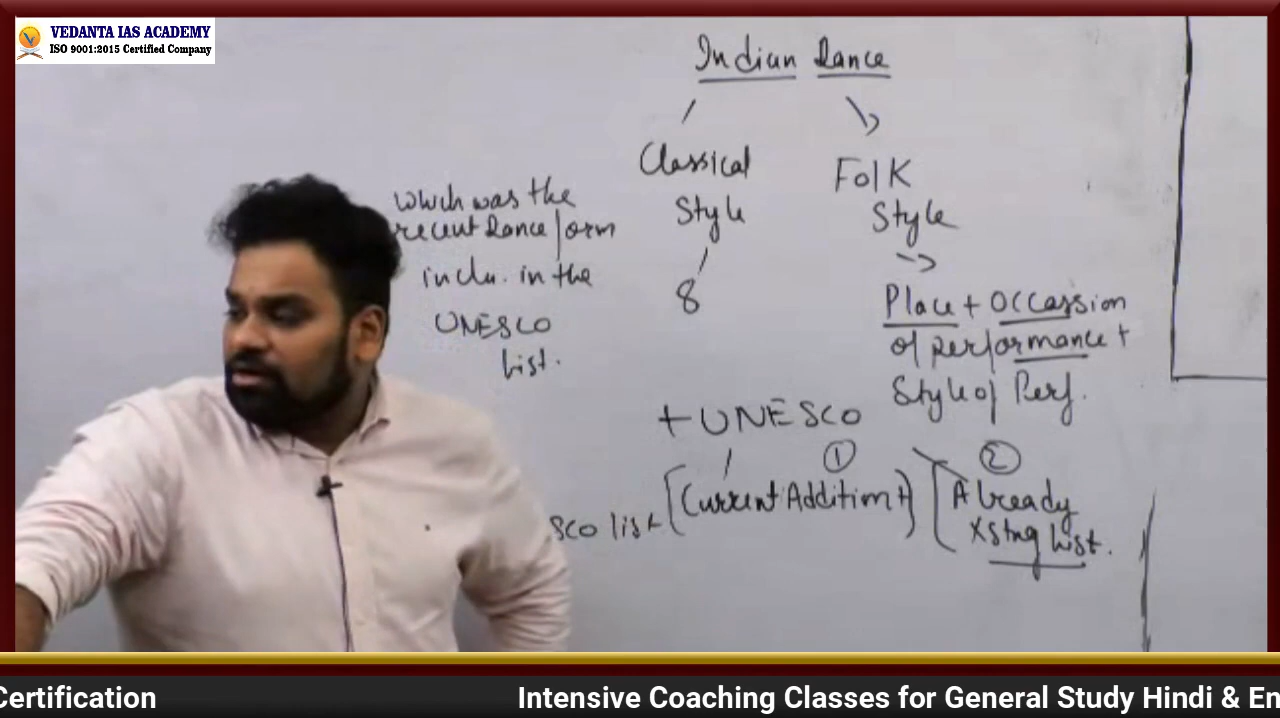 VEDANTA IAS ACADEMY
ISO 9001:2015 Certified Company
Indian Dance
Classical
Style
8
Folk
Style
Place + Occassion
of performance +
Style of Perf.
which was the
recent Dance form
inclu. in the
UNESCO
List.
+ UNESCO
①
②
[Current Addition +)
[Already
Xstng List.
SCO list
Certification
Intensive Coaching Classes for General Study Hindi & En